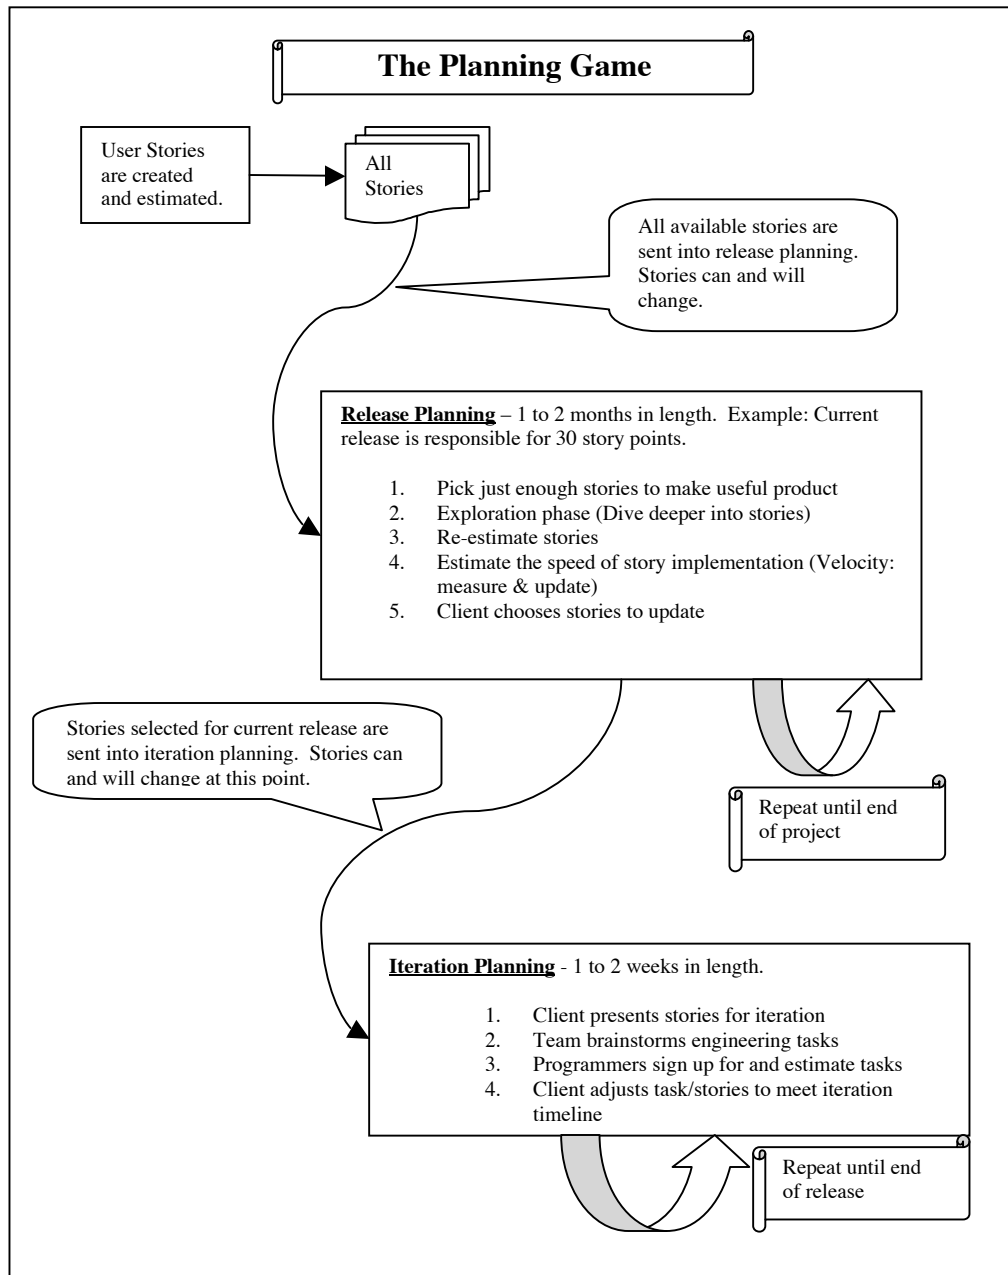 The Planning Game
User Stories
are created
and estimated.
All
Stories
All available stories are
sent into release planning.
Stories can and will
change.
Release Planning – 1 to 2 months in length.  Example: Current
release is responsible for 30 story points.
1. Pick just enough stories to make useful product
2. Exploration phase (Dive deeper into stories)
3. Re-estimate stories
4. Estimate the speed of story implementation (Velocity:
measure & update)
5. Client chooses stories to update
Stories selected for current release are
sent into iteration planning.  Stories can
and will change at this point.
Repeat until end
of project
Iteration Planning - 1 to 2 weeks in length.
1. Client presents stories for iteration
2. Team brainstorms engineering tasks
3. Programmers sign up for and estimate tasks
4. Client adjusts task/stories to meet iteration
timeline
Repeat until end
of release